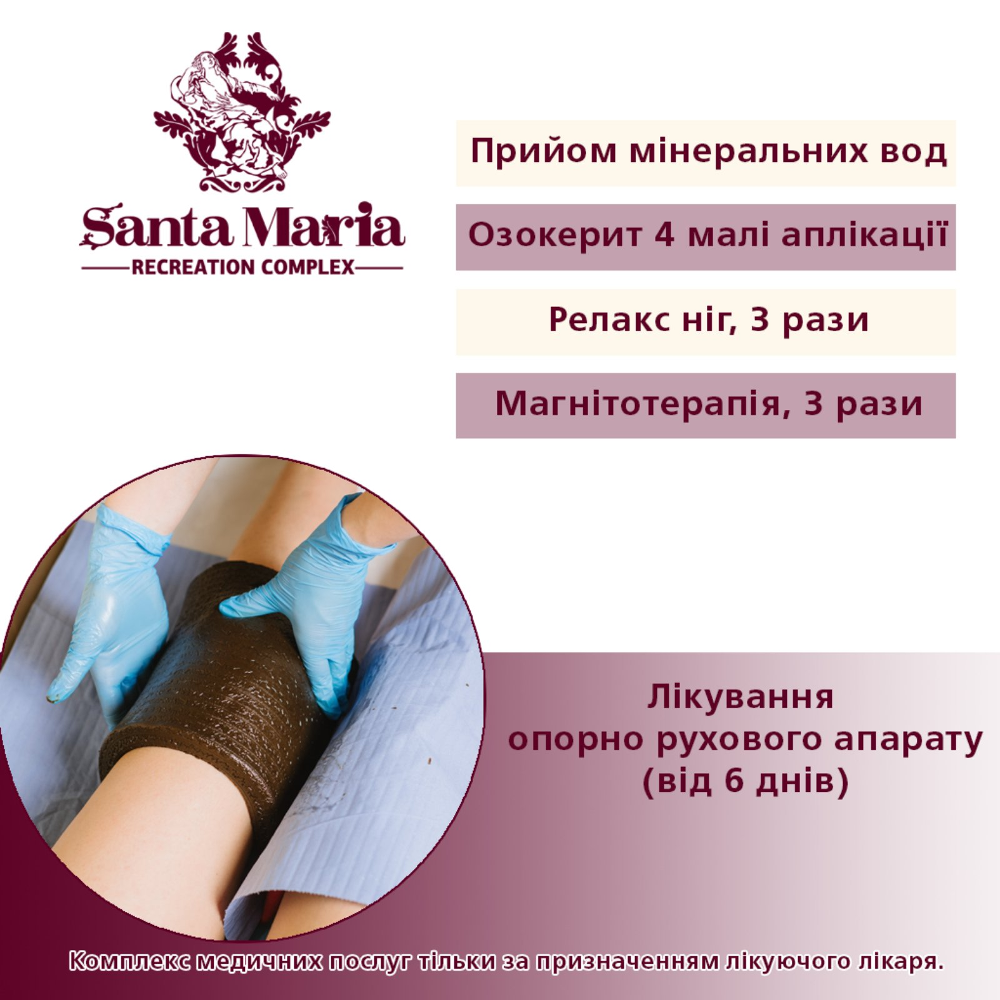 Santa Maria
RECREATION COMPLEX
Прийом мінеральних вод
Озокерит 4 малі аплікації
Релакс ніг, 3 рази
Магнітотерапія, 3 рази
Лікування
опорно рухового апарату
(від 6 днів)
Комплекс медичних послуг тільки за призначенням лікуючого лікаря.